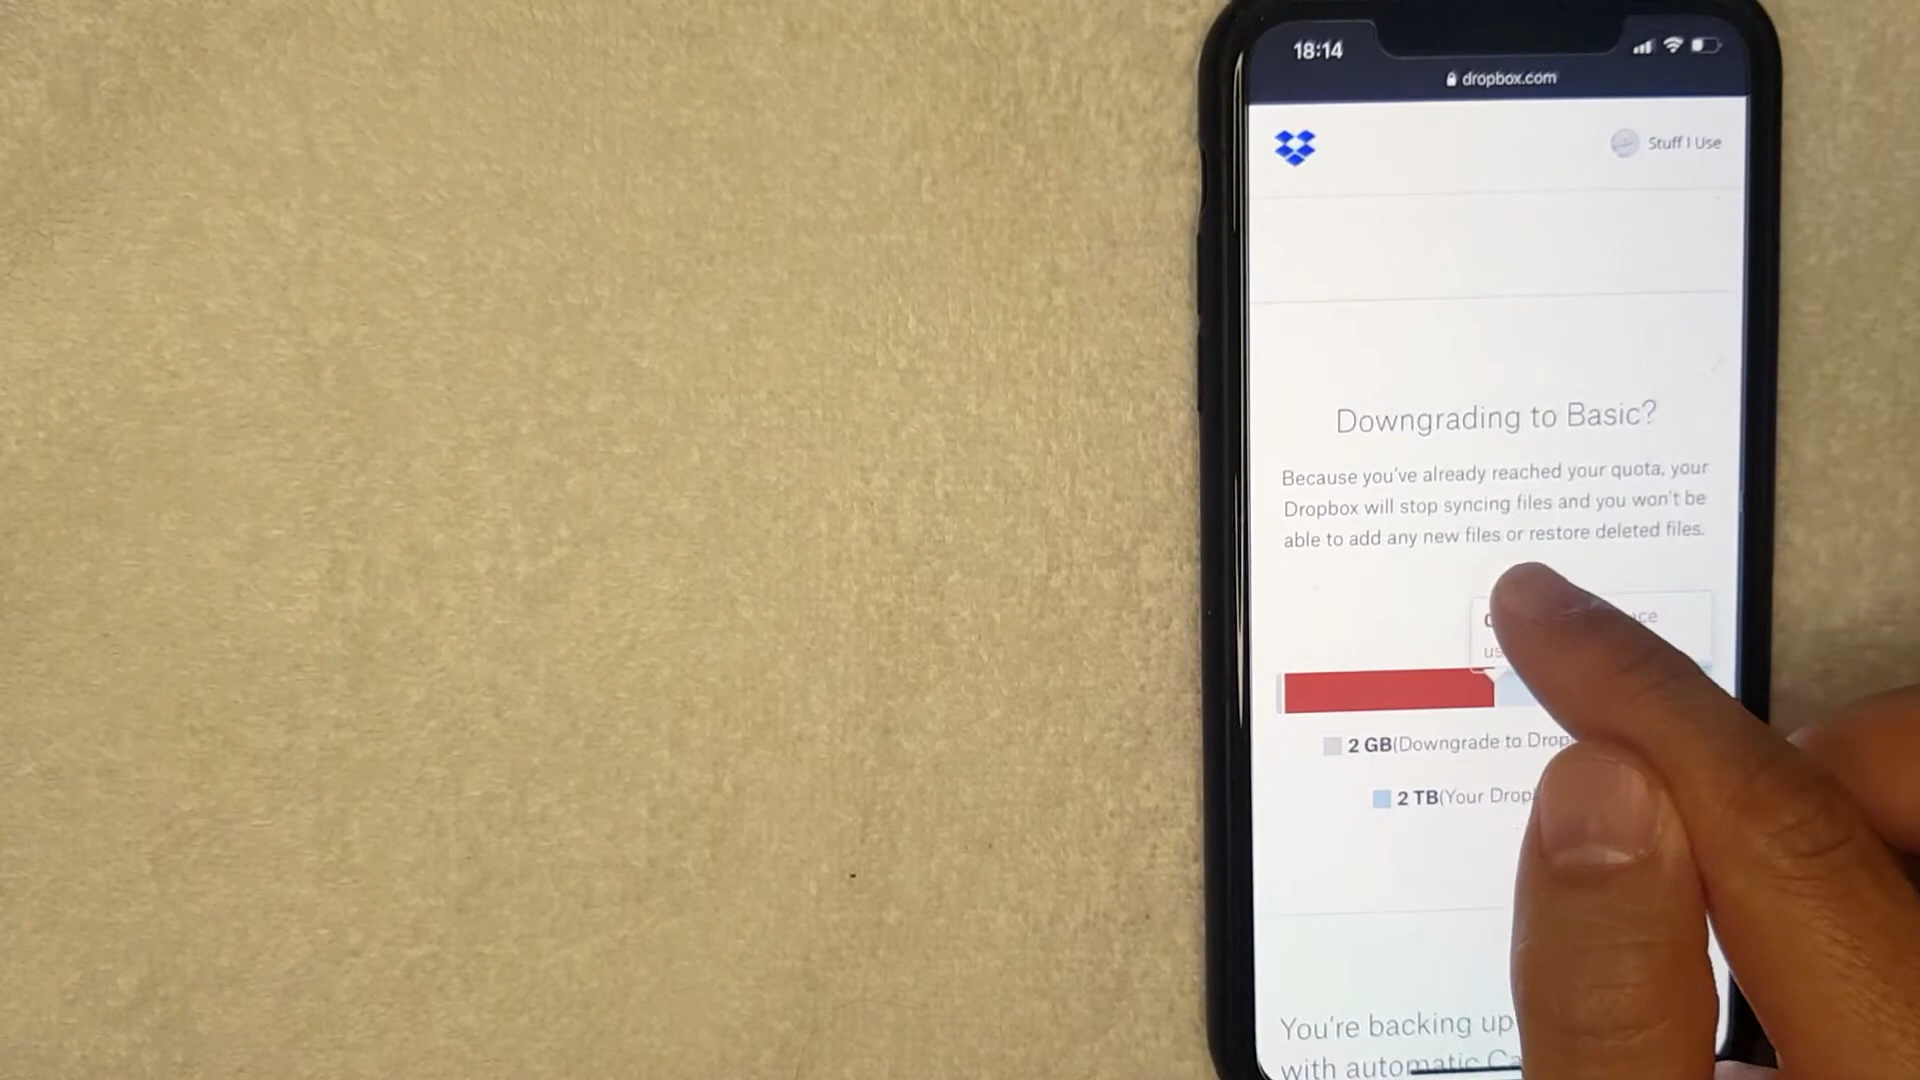 18:14
dropbox.com
Stuff I Use
Downgrading to Basic?
Because you've already reached your quota, your
Dropbox will stop syncing files and you won't be
able to add any new files or restore deleted files.
2 GB(Downgrade to
2 TB(Your
You're backing up
with automatic